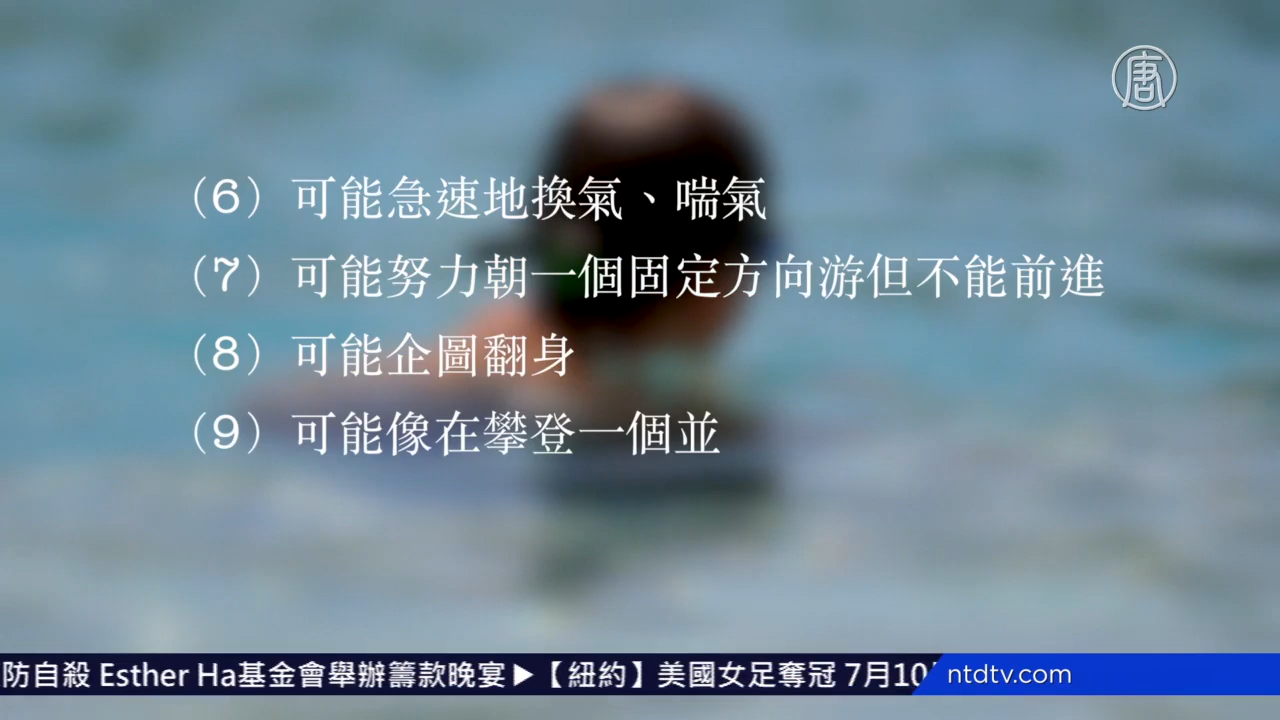 唐
（6）可能急速地換氣、喘氣
（7）可能努力朝一個固定方向游但不能前進
（8）可能企圖翻身
（9）可能像在攀登一個並
防自殺 Esther Ha基金會舉辦籌款晚宴▶【紐約】美國女足奪冠 7月10
ntdtv.com